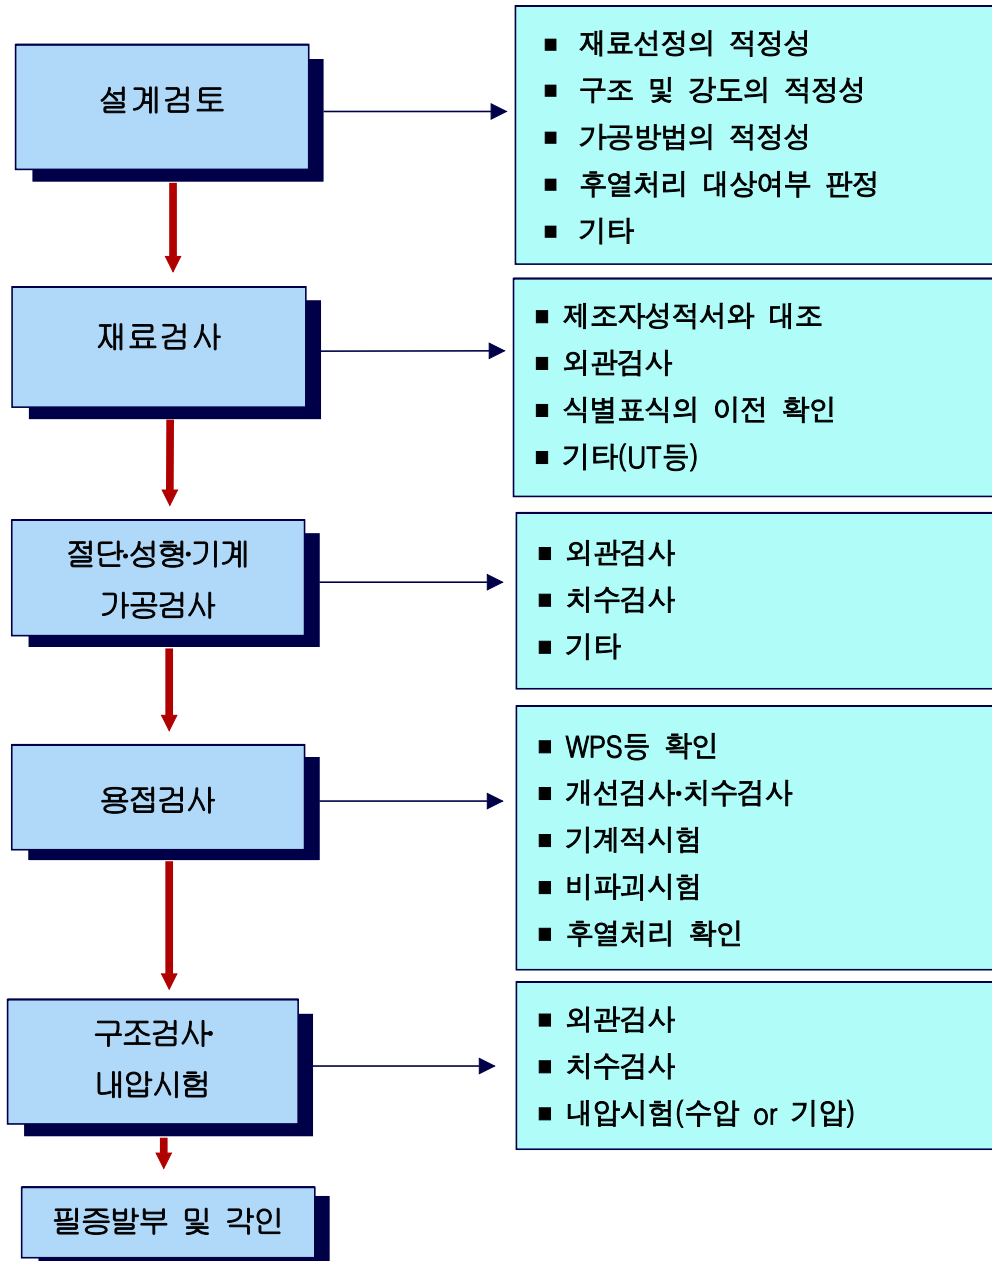 설계검토
■ 재료선정의 적정성
■ 구조 및 강도의 적정성
■ 가공방법의 적정성
■ 후열처리 대상여부 판정
■ 기타
재료검사
■ 제조자성적서와 대조
■ 외관검사
■ 식별표식의 이전 확인
■ 기타(UT등)
절단·성형·기계
가공검사
■ 외관검사
■ 치수검사
■ 기타
용접검사
■ WPS등 확인
■ 개선검사·치수검사
■ 기계적시험
■ 비파괴시험
■ 후열처리 확인
구조검사·
내압시험
■ 외관검사
■ 치수검사
■ 내압시험(수압 or 기압)
필증발부 및 각인